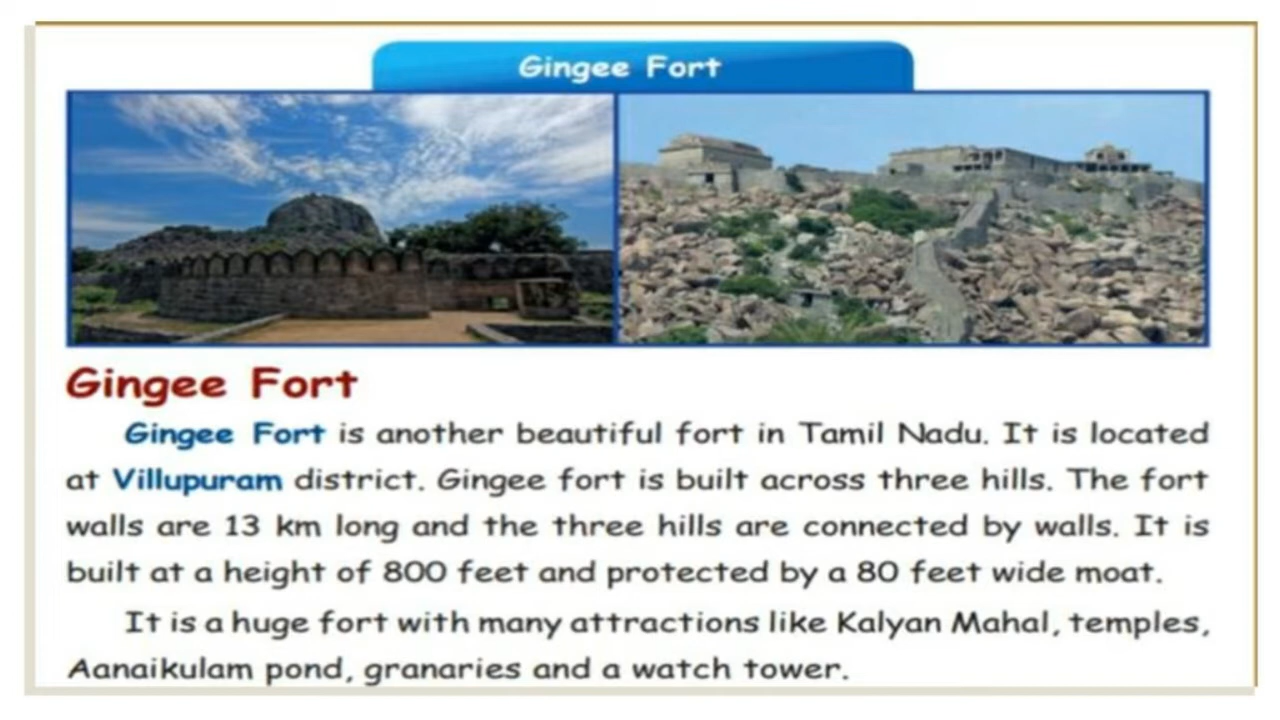 Gingee Fort
Gingee Fort
Gingee Fort is another beautiful fort in Tamil Nadu. It is located
at Villupuram district. Gingee fort is built across three hills. The fort
walls are 13 km long and the three hills are connected by walls. It is
built at a height of 800 feet and protected by a 80 feet wide moat.
It is a huge fort with many attractions like Kalyan Mahal, temples,
Aanaikulam pond, granaries and a watch tower.